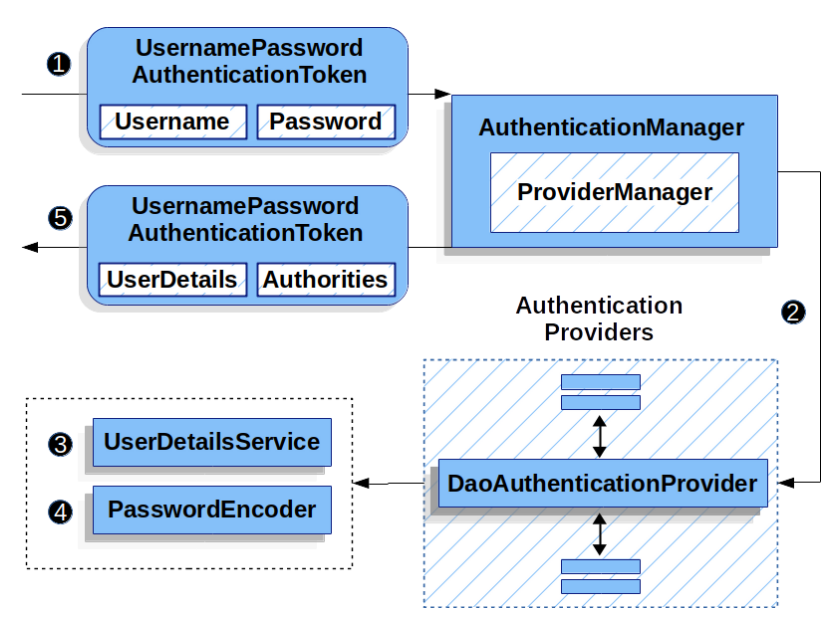 1
UsernamePassword
AuthenticationToken
Username
Password
AuthenticationManager
ProviderManager
5
UsernamePassword
AuthenticationToken
UserDetails
Authorities
Authentication
Providers
2
3
UserDetailsService
4
PasswordEncoder
DaoAuthenticationProvider